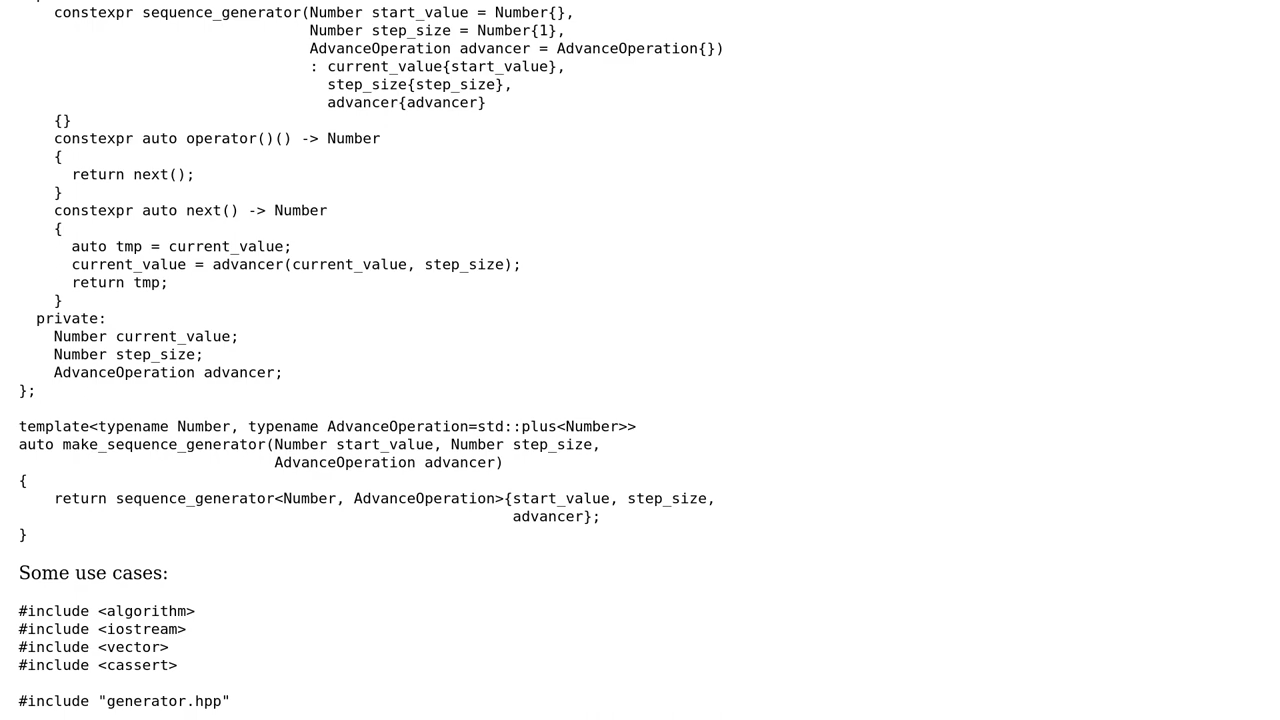 constexpr sequence_generator(Number start_value = Number{},
Number step_size = Number{1},
AdvanceOperation advancer = AdvanceOperation{})
: current_value{start_value},
step_size{step_size},
advancer{advancer}
{}
constexpr auto operator()() -> Number
{
return next();
}
constexpr auto next() -> Number
{
auto tmp = current_value;
current_value = advancer(current_value, step_size);
return tmp;
}
private:
Number current_value;
Number step_size;
AdvanceOperation advancer;
};
template<typename Number, typename AdvanceOperation=std::plus<Number>>
auto make_sequence_generator(Number start_value, Number step_size,
AdvanceOperation advancer)
{
return sequence_generator<Number, AdvanceOperation>{start_value, step_size,
advancer};
}
Some use cases:
#include <algorithm>
#include <iostream>
#include <vector>
#include <cassert>
#include "generator.hpp"